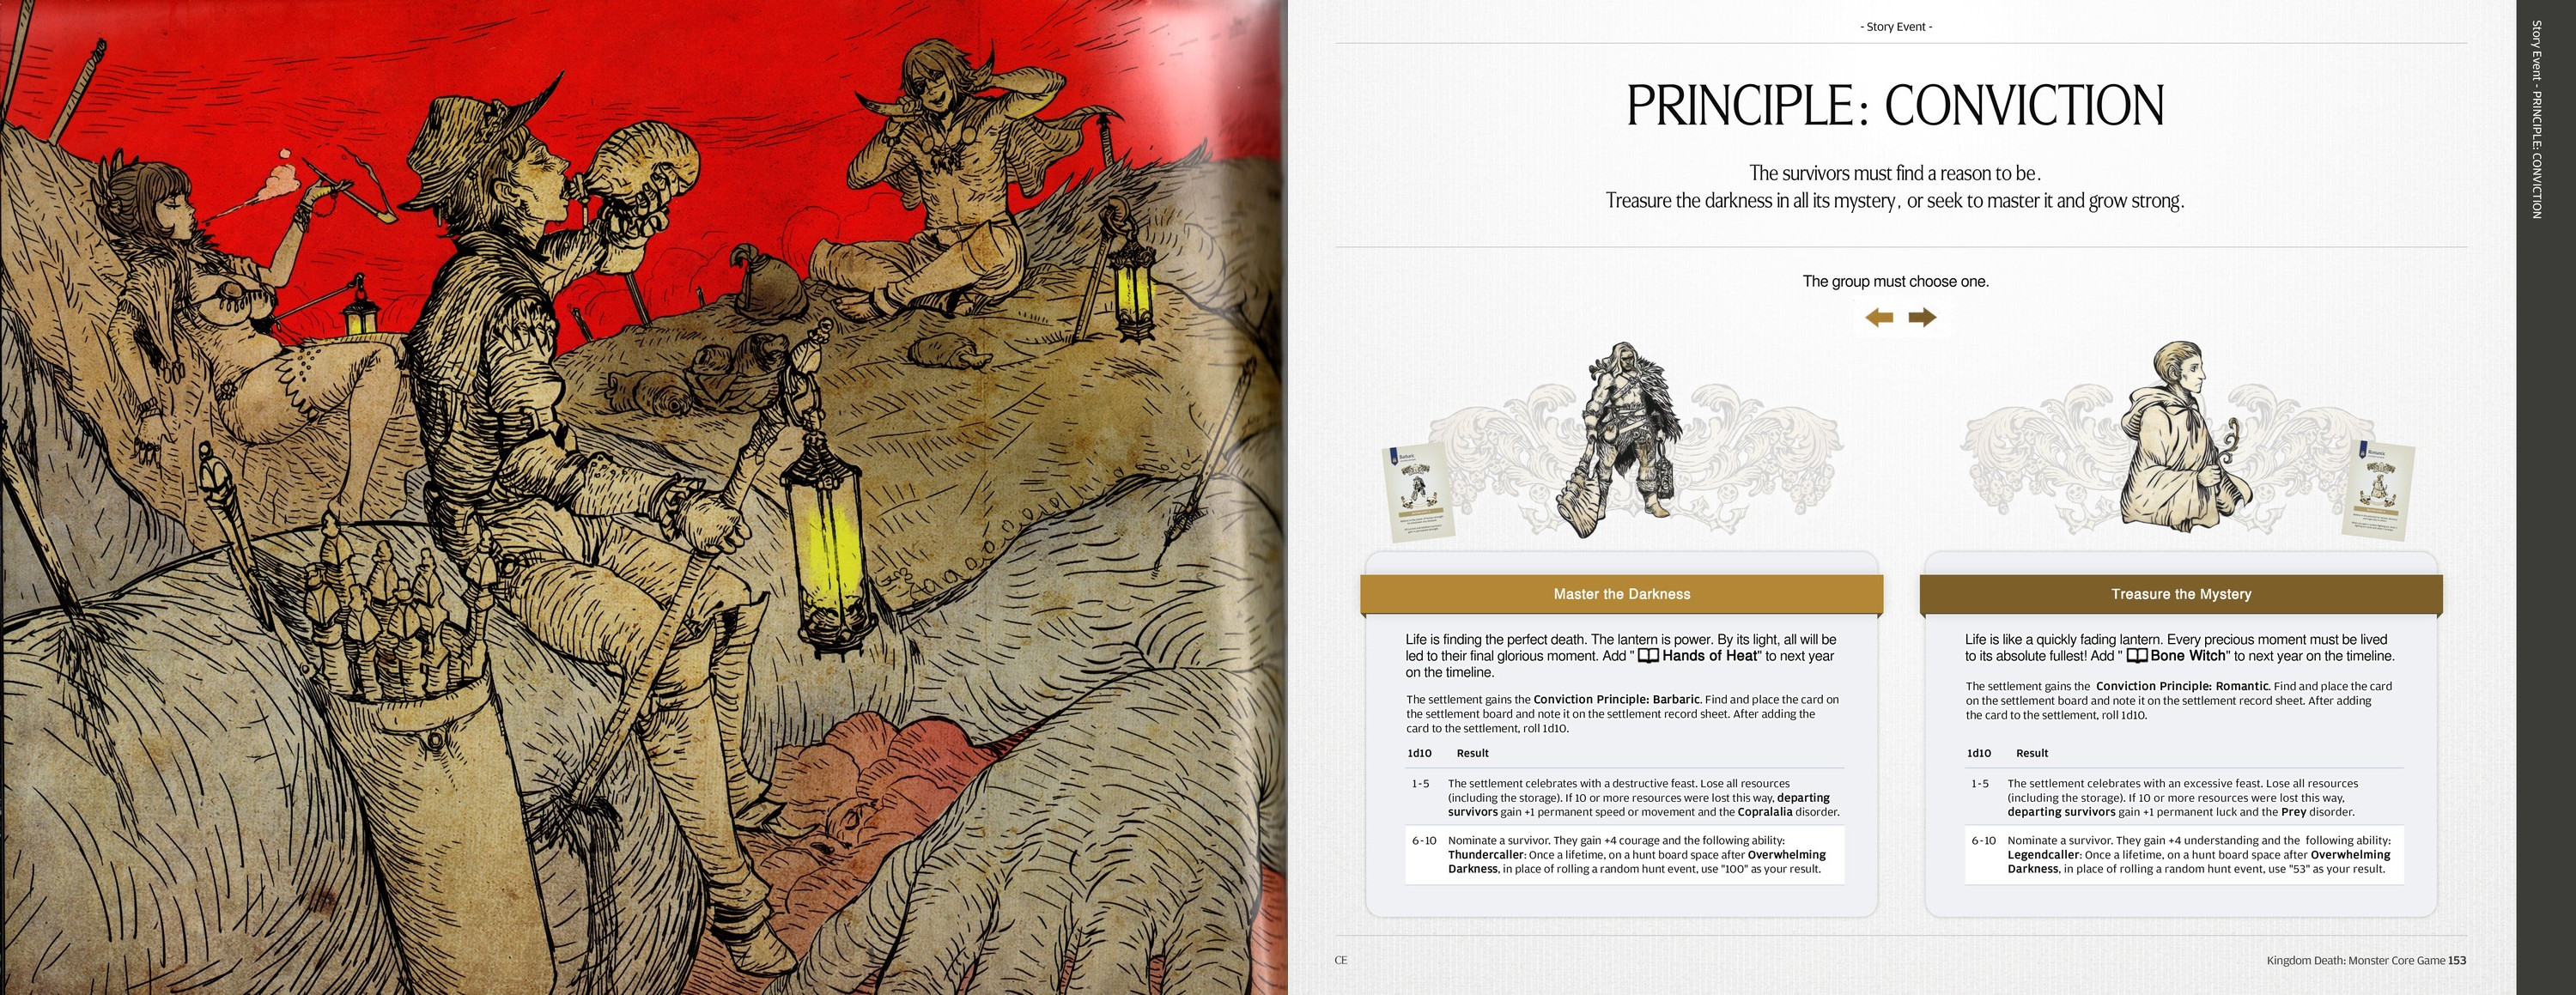 - Story Event -
PRINCIPLE: CONVICTION
The survivors must find a reason to be.
Treasure the darkness in all its mystery, or seek to master it and grow strong.
The group must choose one.
Barbaric
Romantic
Master the Darkness
Life is finding the perfect death. The lantern is power. By its light, all will be
led to their final glorious moment. Add " Hands of Heat" to next year
on the timeline.
The settlement gains the Conviction Principle: Barbaric. Find and place the card on
the settlement board and note it on the settlement record sheet. After adding the
card to the settlement, roll 1d10.
1d10 Result
1-5 The settlement celebrates with a destructive feast. Lose all resources
(including the storage). If 10 or more resources were lost this way, departing
survivors gain +1 permanent speed or movement and the Copralalia disorder.
6-10 Nominate a survivor. They gain +4 courage and the following ability:
Thundercaller: Once a lifetime, on a hunt board space after Overwhelming
Darkness, in place of rolling a random hunt event, use "100" as your result.
Treasure the Mystery
Life is like a quickly fading lantern. Every precious moment must be lived
to its absolute fullest! Add " Bone Witch" to next year on the timeline.
The settlement gains the Conviction Principle: Romantic. Find and place the card
on the settlement board and note it on the settlement record sheet. After adding
the card to the settlement, roll 1d10.
1d10 Result
1-5 The settlement celebrates with an excessive feast. Lose all resources
(including the storage). If 10 or more resources were lost this way,
departing survivors gain +1 permanent luck and the Prey disorder.
6-10 Nominate a survivor. They gain +4 understanding and the following ability:
Legendcaller: Once a lifetime, on a hunt board space after Overwhelming
Darkness, in place of rolling a random hunt event, use "53" as your result.
CE
Kingdom Death: Monster Core Game 153
Story Event - PRINCIPLE: CONVICTION